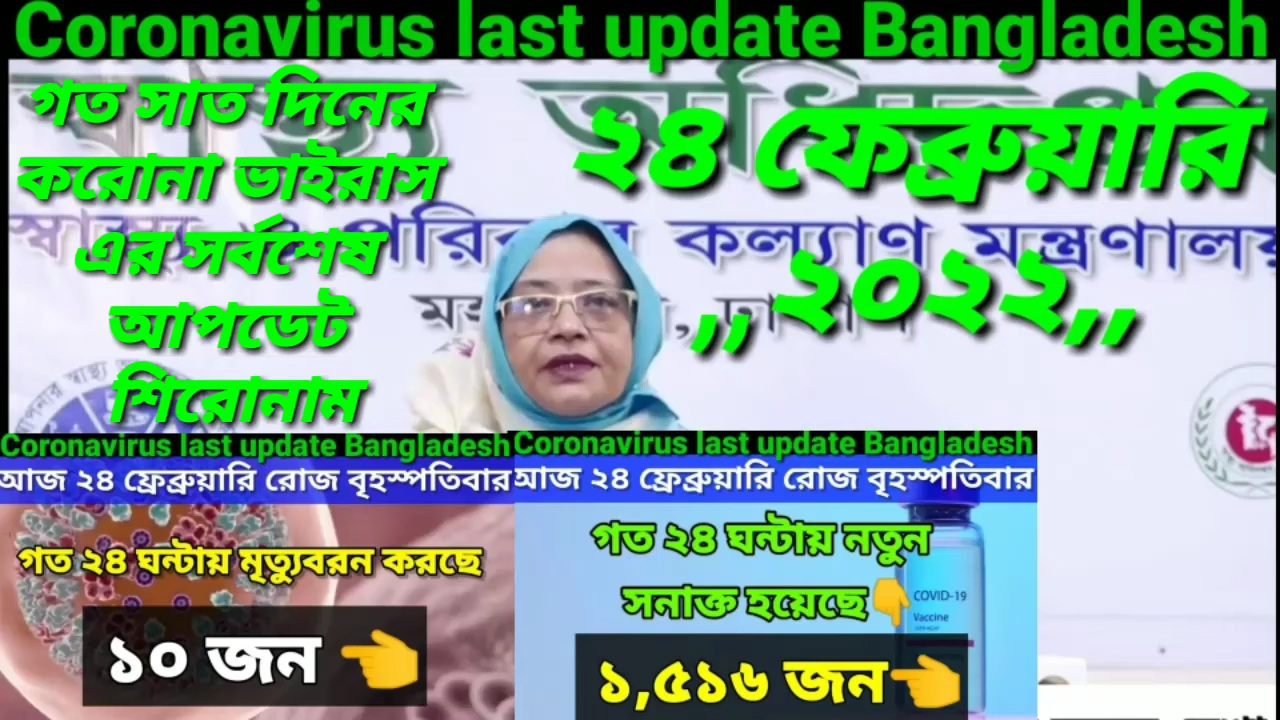 Coronavirus last update Bangladesh
গত সাত দিনের
করোনা ভাইরাস
এর সর্বশেষ
আপডেট
শিরোনাম
২৪ ফেব্রুয়ারি
,,২০২২,,
কল্যাণ মন্ত্রণালয়
Coronavirus last update Bangladesh
আজ ২৪ ফ্রেব্রুয়ারি রোজ বৃহস্পতিবার
গত ২৪ ঘন্টায় মৃত্যুবরন করছে
১০ জন
Coronavirus last update Bangladesh
আজ ২৪ ফ্রেব্রুয়ারি রোজ বৃহস্পতিবার
গত ২৪ ঘন্টায় নতুন
সনাক্ত হয়েছে
COVID-19
Vaccine
১,৫১৬ জন